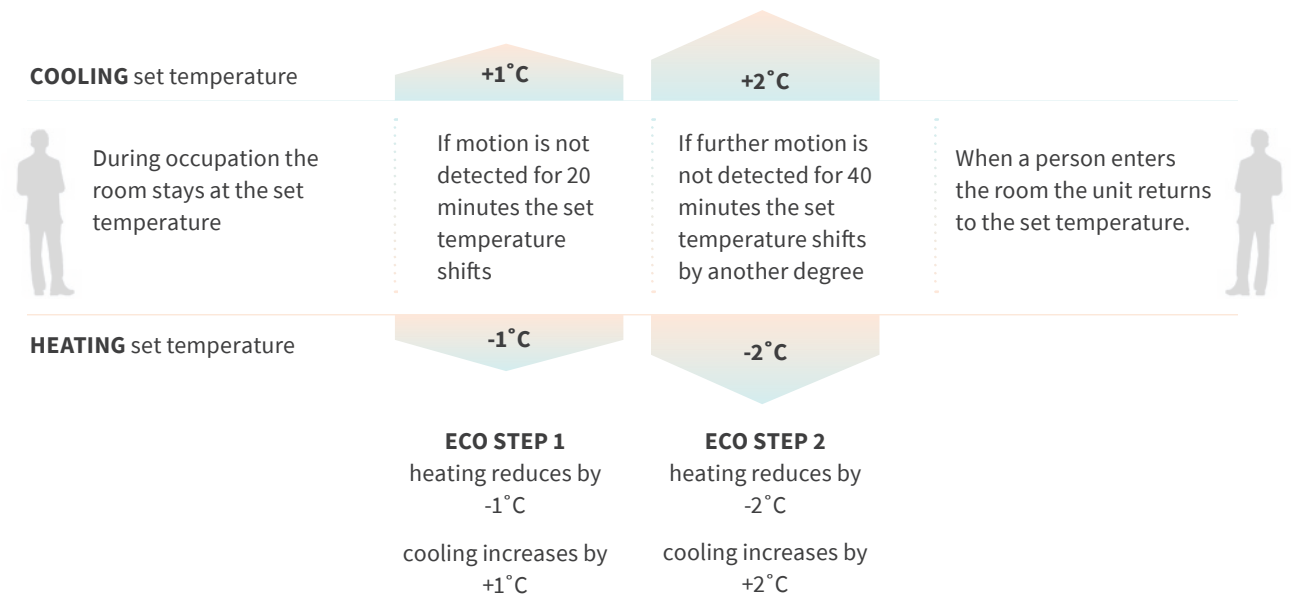 +1˚C
+2˚C
COOLING set temperature
During occupation the
room stays at the set
temperature
If motion is not
detected for 20
minutes the set
temperature
shifts
If further motion is
not detected for 40
minutes the set
temperature shifts
by another degree
When a person enters
the room the unit returns
to the set temperature.
HEATING set temperature
-1˚C
-2˚C
ECO STEP 1
heating reduces by
-1˚C
cooling increases by
+1˚C
ECO STEP 2
heating reduces by
-2˚C
cooling increases by
+2˚C